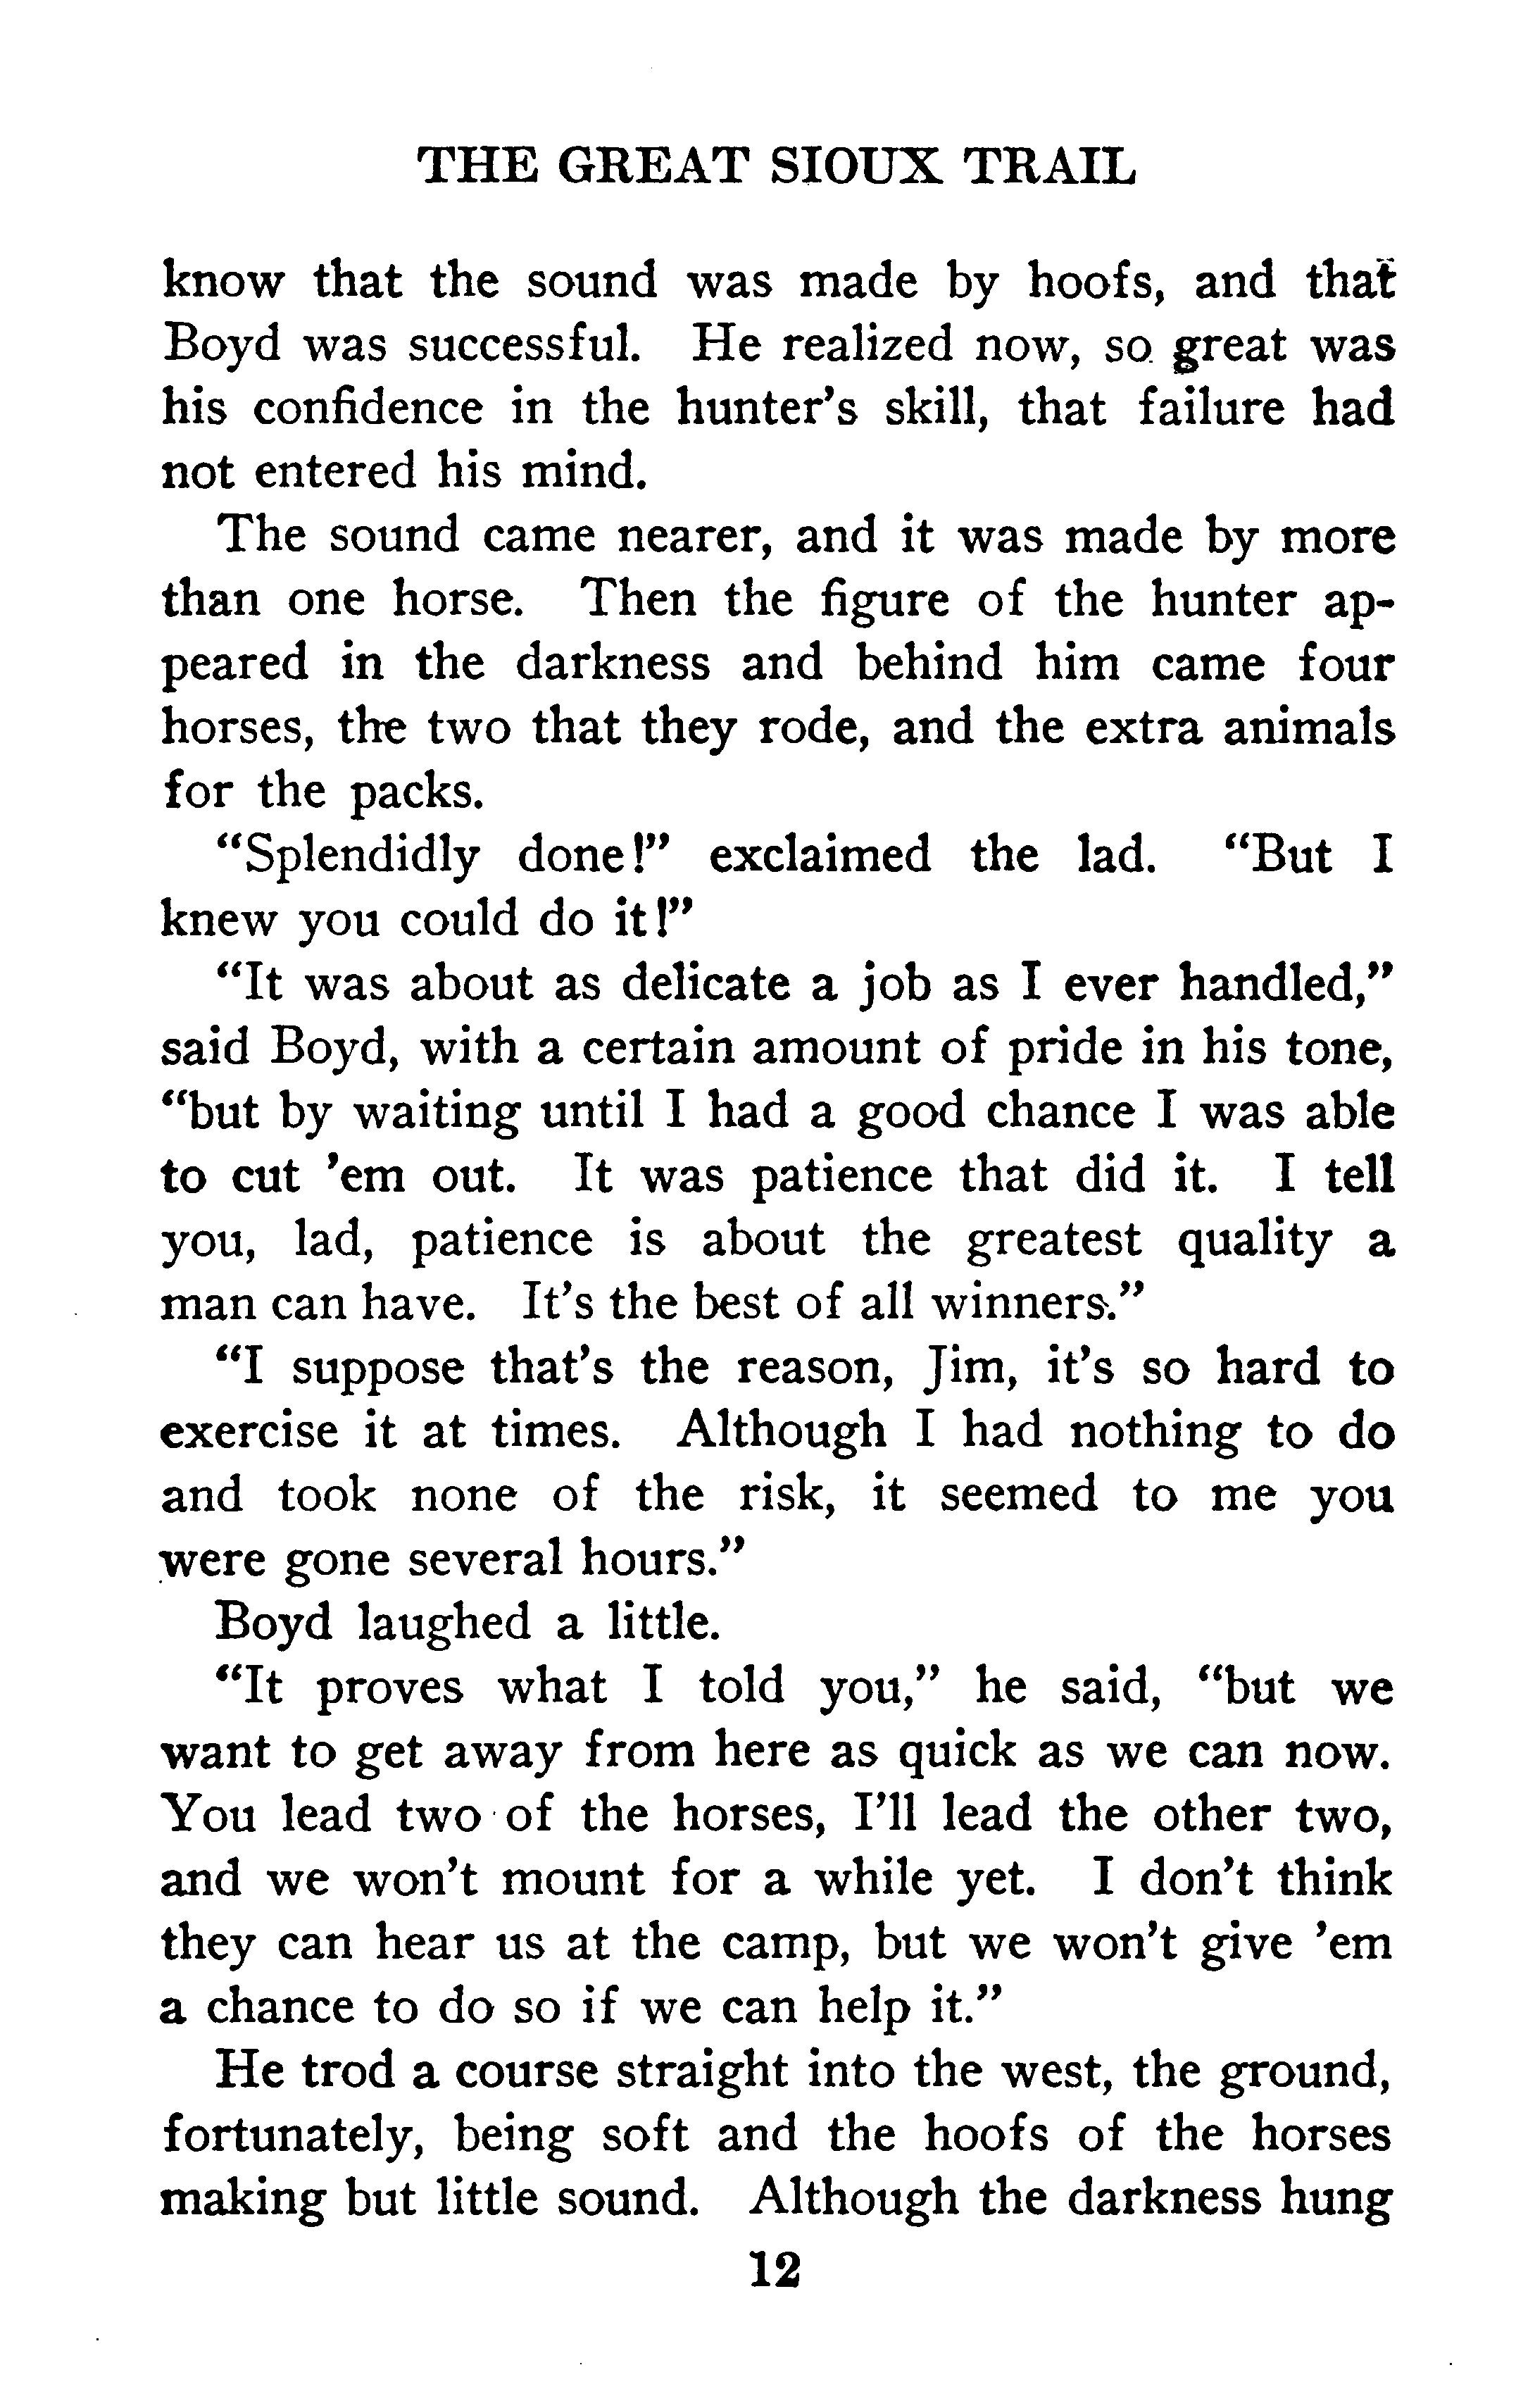 THE GREAT SIOUX TRAIL
know that the sound was made by hoofs, and that
Boyd was successful. He realized now, so great was
his confidence in the hunter's skill, that failure had
not entered his mind.
The sound came nearer, and it was made by more
than one horse. Then the figure of the hunter ap-
peared in the darkness and behind him came four
horses, the two that they rode, and the extra animals
for the packs.
"Splendidly done!" exclaimed the lad. "But I
knew you could do it!"
"It was about as delicate a job as I ever handled,"
said Boyd, with a certain amount of pride in his tone,
"but by waiting until I had a good chance I was able
to cut 'em out. It was patience that did it. I tell
you, lad, patience is about the greatest quality a
man can have. It's the best of all winners."
"I suppose that's the reason, Jim, it's so hard to
exercise it at times. Although I had nothing to do
and took none of the risk, it seemed to me you
were gone several hours."
Boyd laughed a little.
"It proves what I told you," he said, "but we
want to get away from here as quick as we can now.
You lead two of the horses, I'll lead the other two,
and we won't mount for a while yet. I don't think
they can hear us at the camp, but we won't give 'em
a chance to do so if we can help it."
He trod a course straight into the west, the ground,
fortunately, being soft and the hoofs of the horses
making but little sound. Although the darkness hung
12